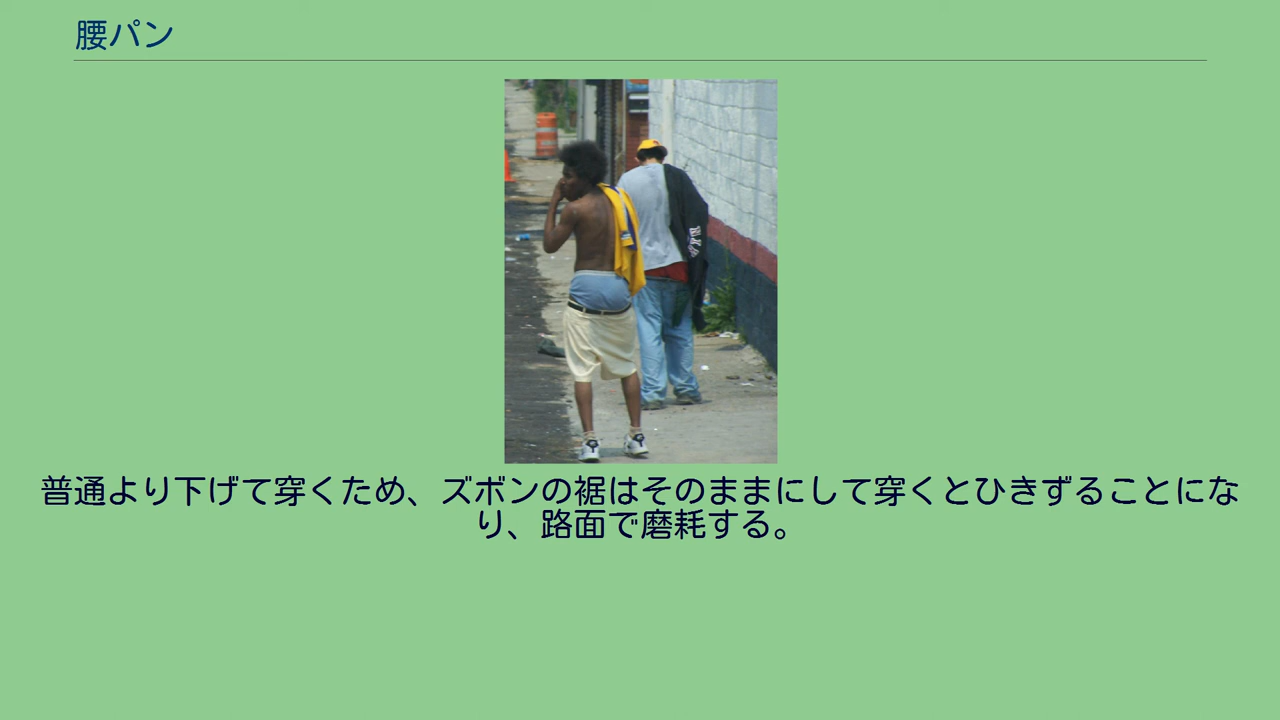 腰パン
普通より下げて穿くため、ズボンの裾はそのままにして穿くとひきずることにな
り、路面で磨耗する。